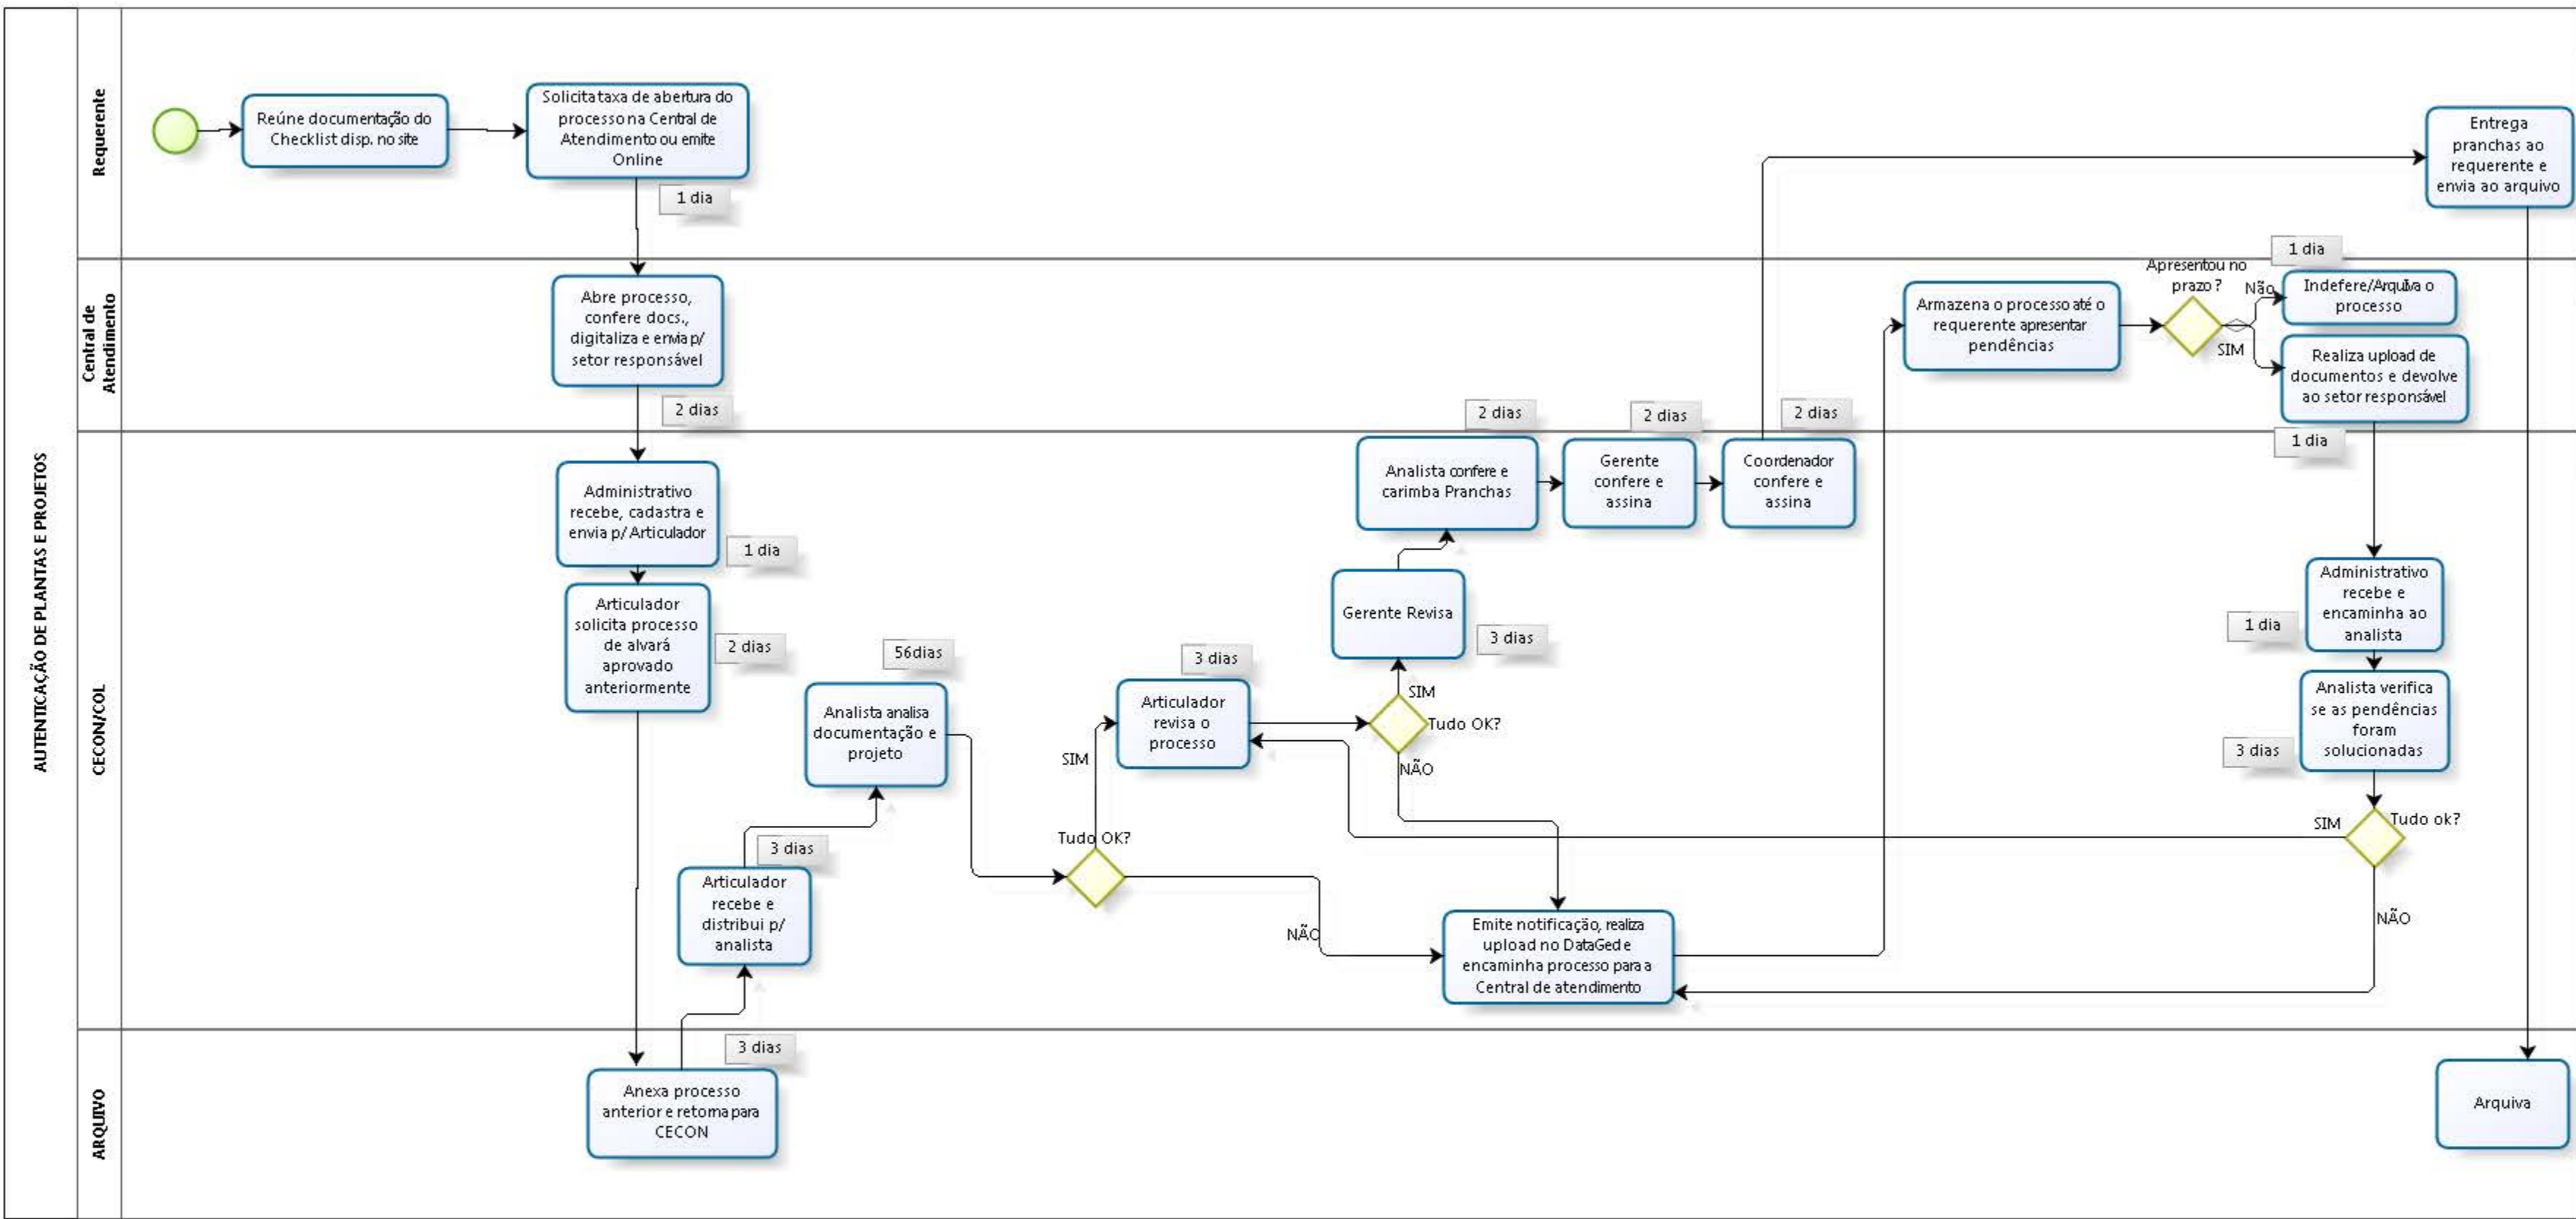 AUTENTICAÇÃO DE PLANTAS E PROJETOS
Requerente
Reúne documentação do
Checklist disp. no site
Solicita taxa de abertura do
processo na Central de
Atendimento ou emite
Online
1 dia
Entrega
pranchas ao
requerente e
envia ao arquivo
Central de
Atendimento
Abre processo,
confere docs.,
digitaliza e envia p/
setor responsável
2 dias
Armazena o processo até o
requerente apresentar
pendências
Apresentou no
prazo ?
Não
SIM
1 dia
Indefere/Arquiva o
processo
Realiza upload de
documentos e devolve
ao setor responsável
1 dia
CECON/COL
Administrativo
recebe, cadastra e
envia p/ Articulador
1 dia
Articulador
solicita processo
de alvará
aprovado
anteriormente
2 dias
Articulador
recebe e
distribui p/
analista
3 dias
Analista analisa
documentação e
projeto
56dias
Tudo OK?
SIM
NÃO
Articulador
revisa o
processo
3 dias
Tudo OK?
SIM
NÃO
Gerente Revisa
3 dias
Analista confere e
carimba Pranchas
2 dias
Gerente
confere e
assina
2 dias
Coordenador
confere e
assina
2 dias
Emite notificação, realiza
upload no DataGed e
encaminha processo para a
Central de atendimento
Administrativo
recebe e
encaminha ao
analista
1 dia
Analista verifica
se as pendências
foram
solucionadas
3 dias
Tudo ok?
SIM
NÃO
ARQUIVO
Anexa processo
anterior e retorna para
CECON
3 dias
Arquiva